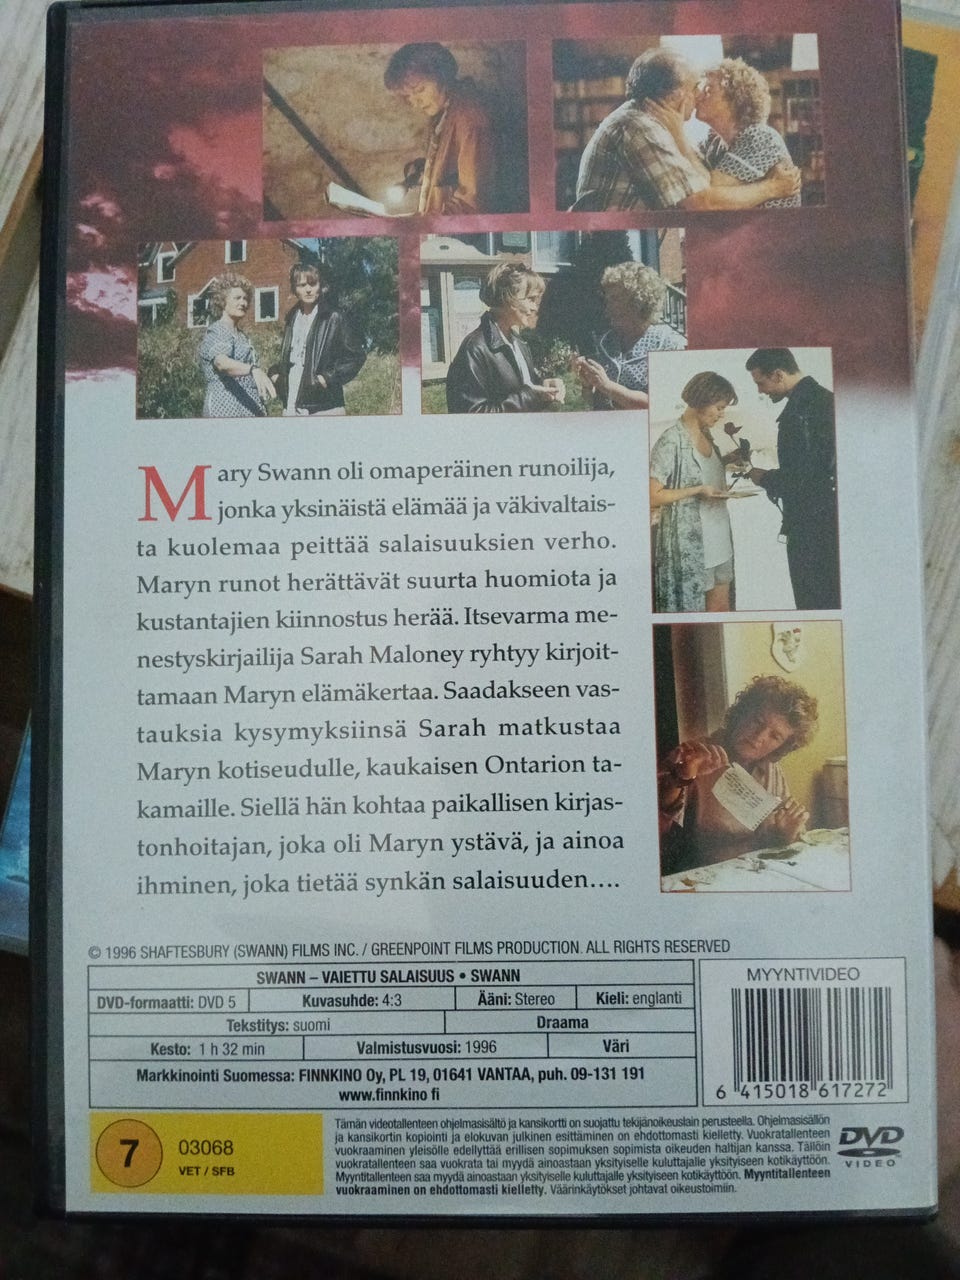 Mary Swann oli omaperäinen runoilija,
jonka yksinäistä elämää ja väkivaltais-
ta kuolemaa peittää salaisuuksien verho.
Maryn runot herättävät suurta huomiota ja
kustantajien kiinnostus herää. Itsevarma me-
nestyskirjailija Sarah Maloney ryhtyy kirjoit-
tamaan Maryn elämäkertaa. Saadakseen vas-
tauksia kysymyksiinsä Sarah matkustaa
Maryn kotiseudulle, kaukaisen Ontarion ta-
kamaille. Siellä hän kohtaa paikallisen kirjas-
tonhoitajan, joka oli Maryn ystävä, ja ainoa
ihminen, joka tietää synkän salaisuuden....
© 1996 SHAFTESBURY (SWANN) FILMS INC. / GREENPOINT FILMS PRODUCTION. ALL RIGHTS RESERVED
SWANN – VAIETTU SALAISUUS • SWANN
DVD-formaatti: DVD 5 Kuvasuhde: 4:3 Ääni: Stereo Kieli: englanti
Tekstitys: suomi Draama
Kesto: 1 h 32 min Valmistusvuosi: 1996 Väri
Markkinointi Suomessa: FINNKINO Oy, PL 19, 01641 VANTAA, puh. 09-131 191
www.finnkino fi
MYYNTIVIDEO
6 415018 617272
7
03068
VET / SFB
Tämän videotallenteen ohjelmasisältö ja kansikortti on suojattu tekijänoikeuslain perusteella. Ohjelmasisällön
ja kansikortin kopiointi ja elokuvan julkinen esittäminen on ehdottomasti kielletty. Vuokratallenteen
vuokraaminen yleisölle edellyttää erillisen sopimuksen sopimista oikeuden haltijan kanssa. Tällöin
vuokratallenteen saa vuokrata tai myydä ainoastaan yksityiselle kuluttajalle yksityiseen kotikäyttöön.
Myyntitallenteen saa myydä ainoastaan yksityiselle kuluttajalle yksityiseen kotikäyttöön. Myyntitallenteen
vuokraaminen on ehdottomasti kielletty. Väärinkäytökset johtavat oikeustoimiin.
DVD
VIDEO